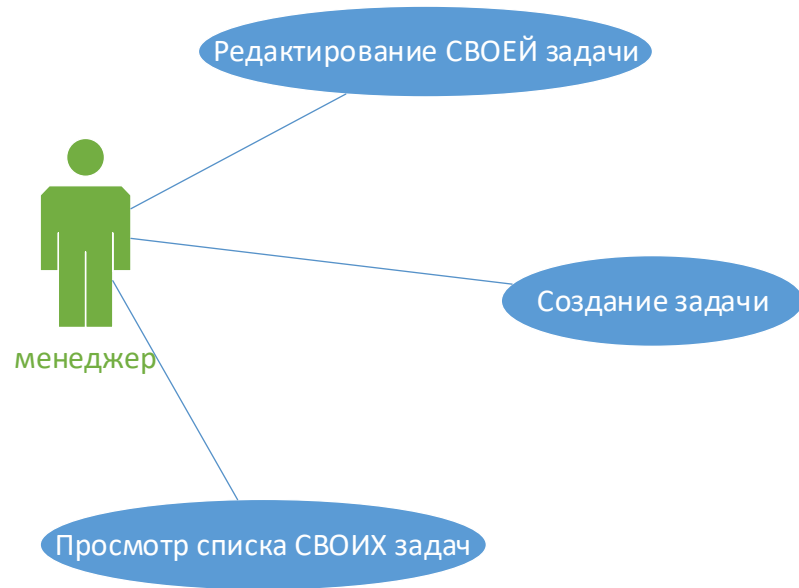 Редактирование СВОЕЙ задачи
Создание задачи
менеджер
Просмотр списка СВОИХ задач